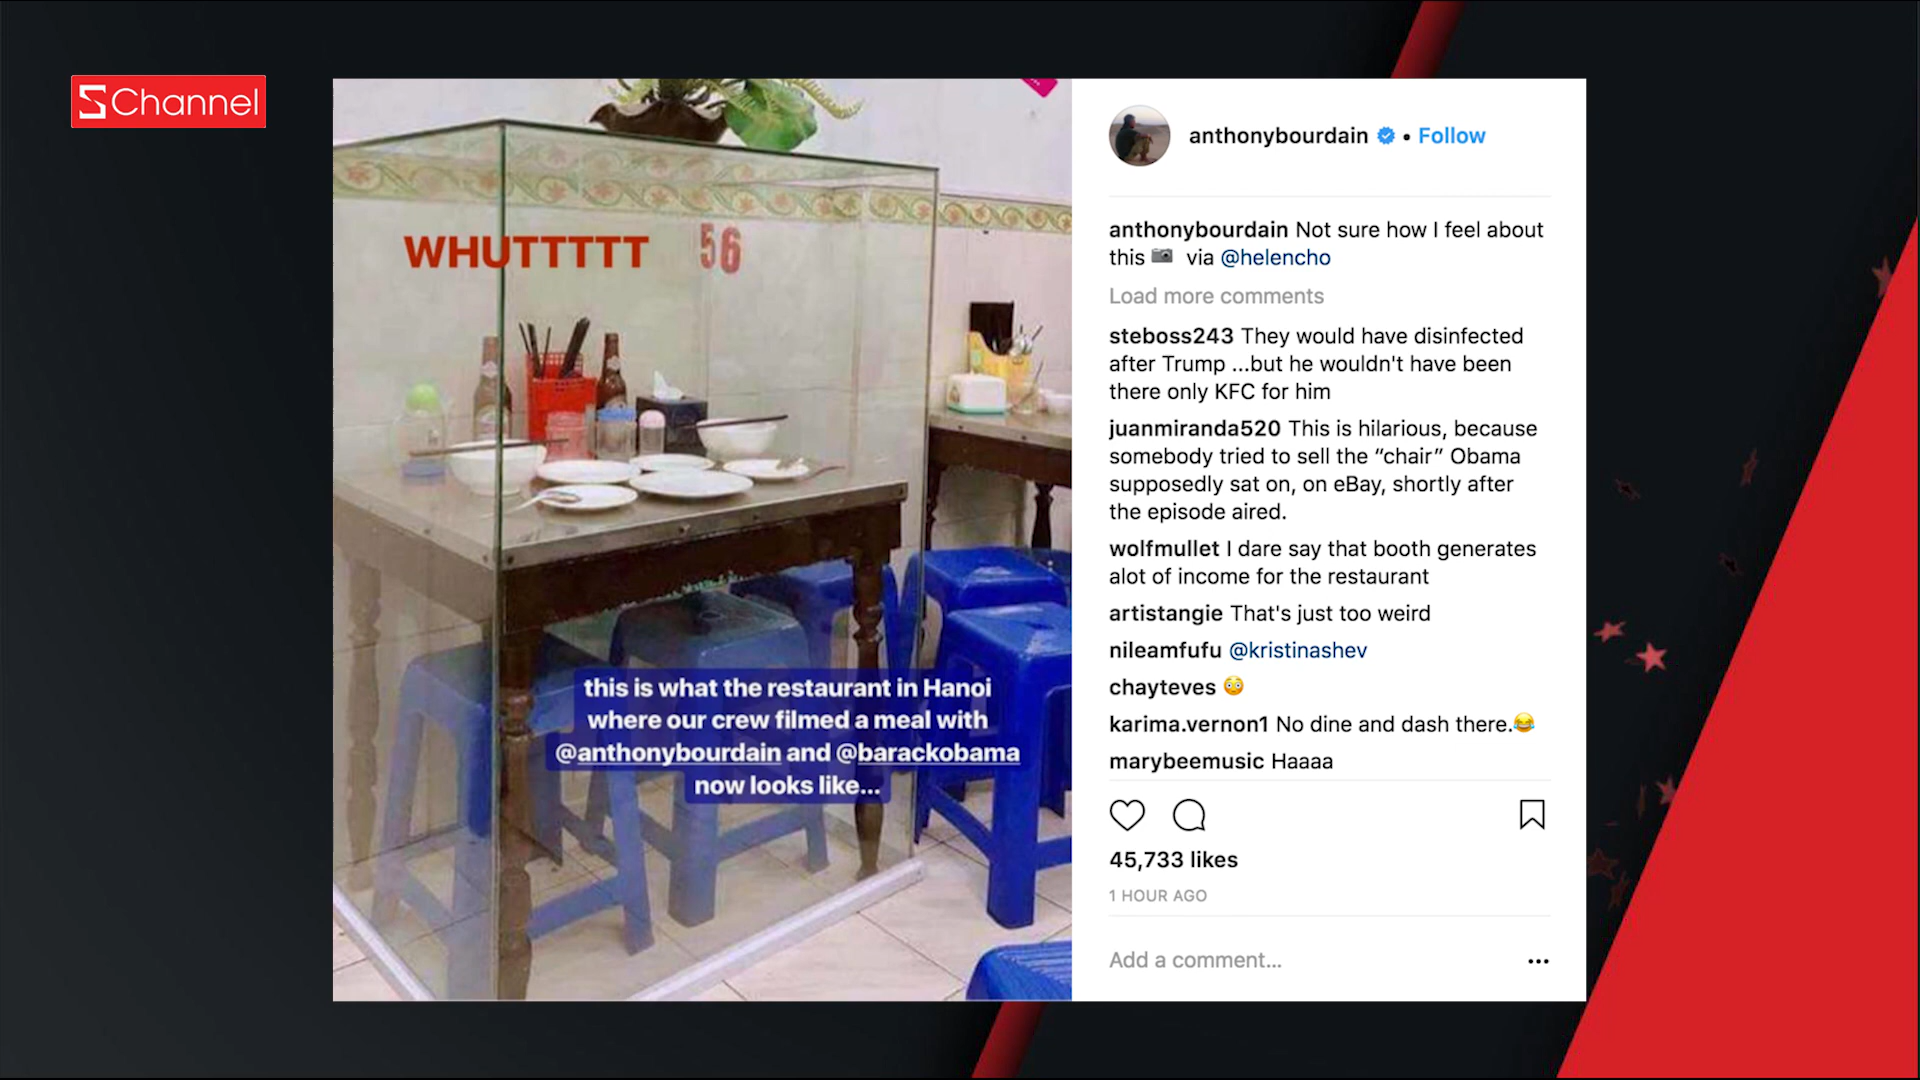 S Channel
WHUTTTTT
56
this is what the restaurant in Hanoi
where our crew filmed a meal with
@anthonybourdain and @barackobama
now looks like...
anthonybourdain • Follow
anthonybourdain Not sure how I feel about
this 📷 via @helencho
Load more comments
steboss243 They would have disinfected
after Trump ...but he wouldn't have been
there only KFC for him
juanmiranda520 This is hilarious, because
somebody tried to sell the “chair” Obama
supposedly sat on, on eBay, shortly after
the episode aired.
wolfmullet I dare say that booth generates
alot of income for the restaurant
artistangie That's just too weird
nileamfufu @kristinashev
chayteves 😳
karima.vernon1 No dine and dash there.😂
marybeemusic Haaaa
45,733 likes
1 HOUR AGO
Add a comment...